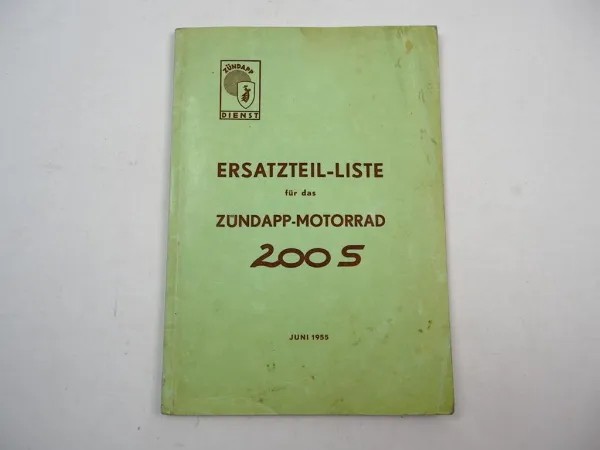 ZÜNDAPP
DIENST
ERSATZTEIL-LISTE
für das
ZÜNDAPP-MOTORRAD
200 S
JUNI 1955